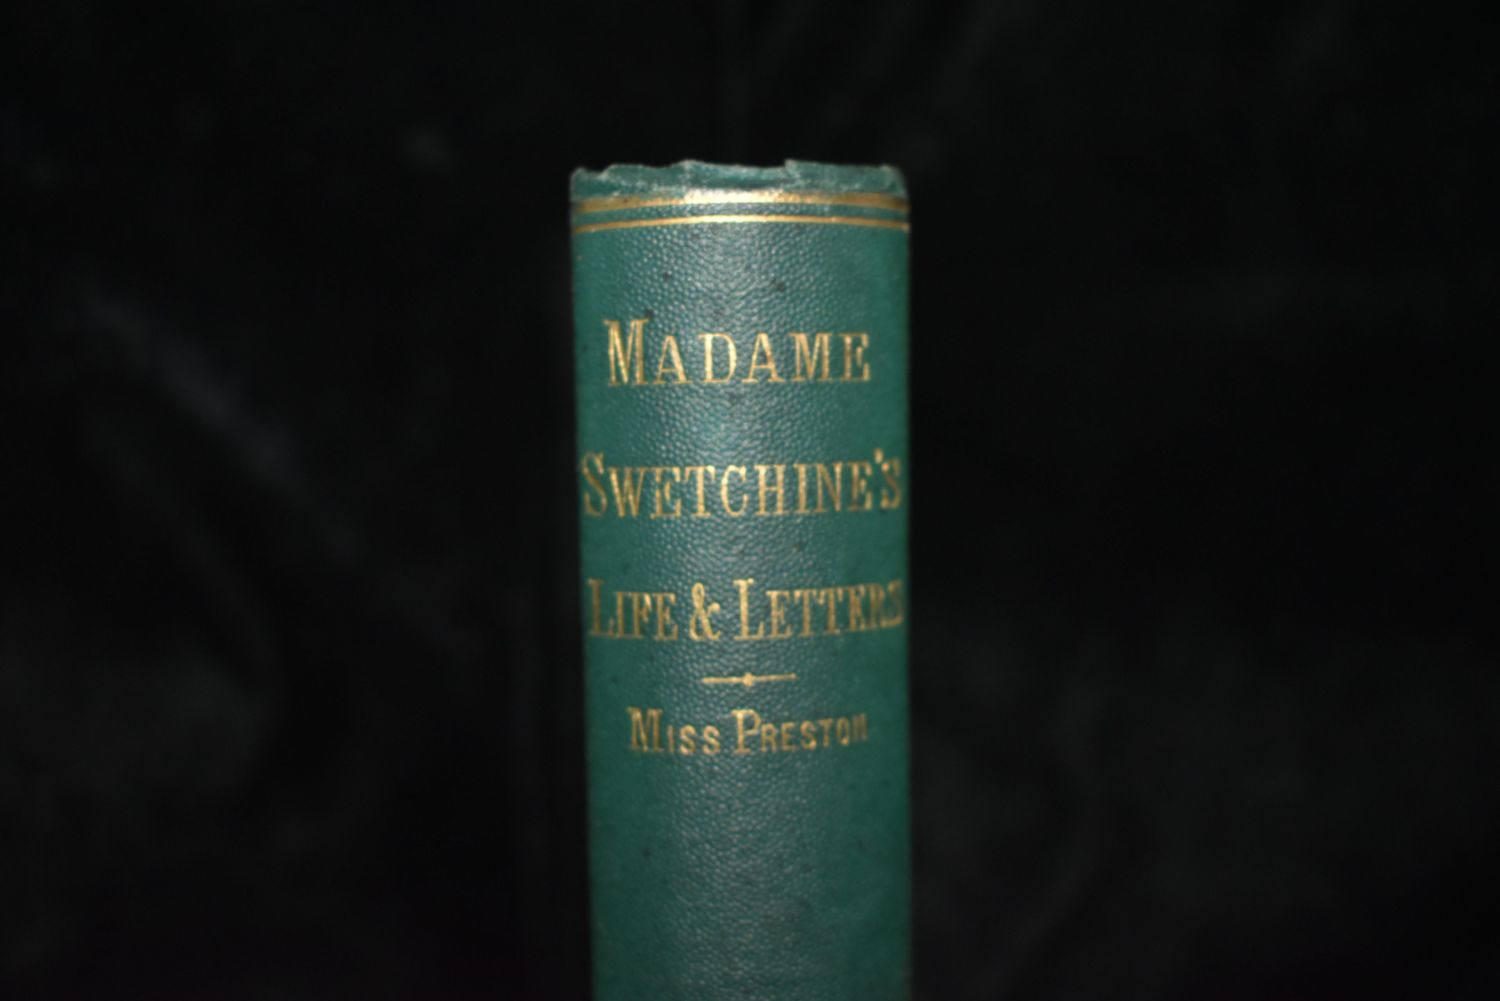 MADAME
SWETCHINE'S
LIFE & LETTERS
MISS PRESTON